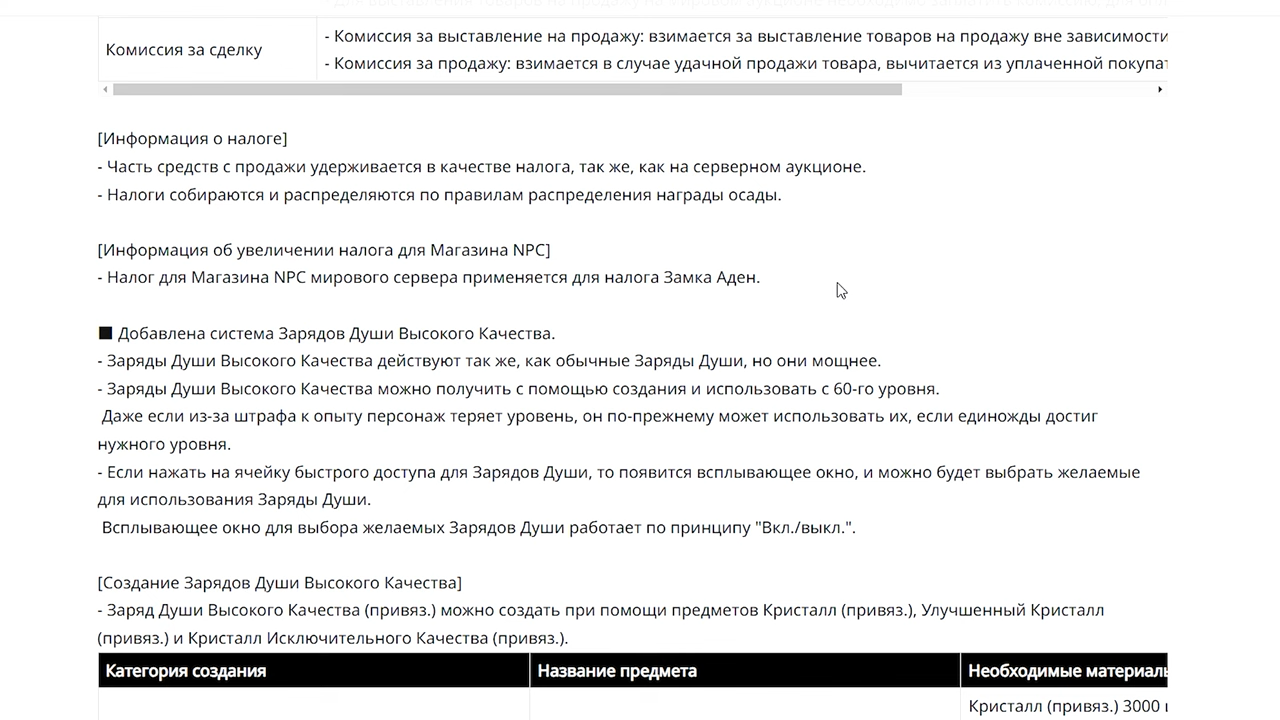 Комиссия за сделку
- Комиссия за выставление на продажу: взимается за выставление товаров на продажу вне зависимости
- Комиссия за продажу: взимается в случае удачной продажи товара, вычитается из уплаченной
[Информация о налоге]
- Часть средств с продажи удерживается в качестве налога, так же, как на серверном аукционе.
- Налоги собираются и распределяются по правилам распределения награды осады.
[Информация об увеличении налога для Магазина NPC]
- Налог для Магазина NPC мирового сервера применяется для налога Замка Аден.
■ Добавлена система Зарядов Души Высокого Качества.
- Заряды Души Высокого Качества действуют так же, как обычные Заряды Души, но они мощнее.
- Заряды Души Высокого Качества можно получить с помощью создания и использовать с 60-го уровня.
Даже если из-за штрафа к опыту персонаж теряет уровень, он по-прежнему может использовать их, если единожды достиг
нужного уровня.
- Если нажать на ячейку быстрого доступа для Зарядов Души, то появится всплывающее окно, и можно будет выбрать желаемые
для использования Заряды Души.
Всплывающее окно для выбора желаемых Зарядов Души работает по принципу "Вкл./выкл.".
[Создание Зарядов Души Высокого Качества]
- Заряд Души Высокого Качества (привяз.) можно создать при помощи предметов Кристалл (привяз.), Улучшенный Кристалл
(привяз.) и Кристалл Исключительного Качества (привяз.).
Категория создания
Название предмета
Необходимые
Кристалл (привяз.) 3000